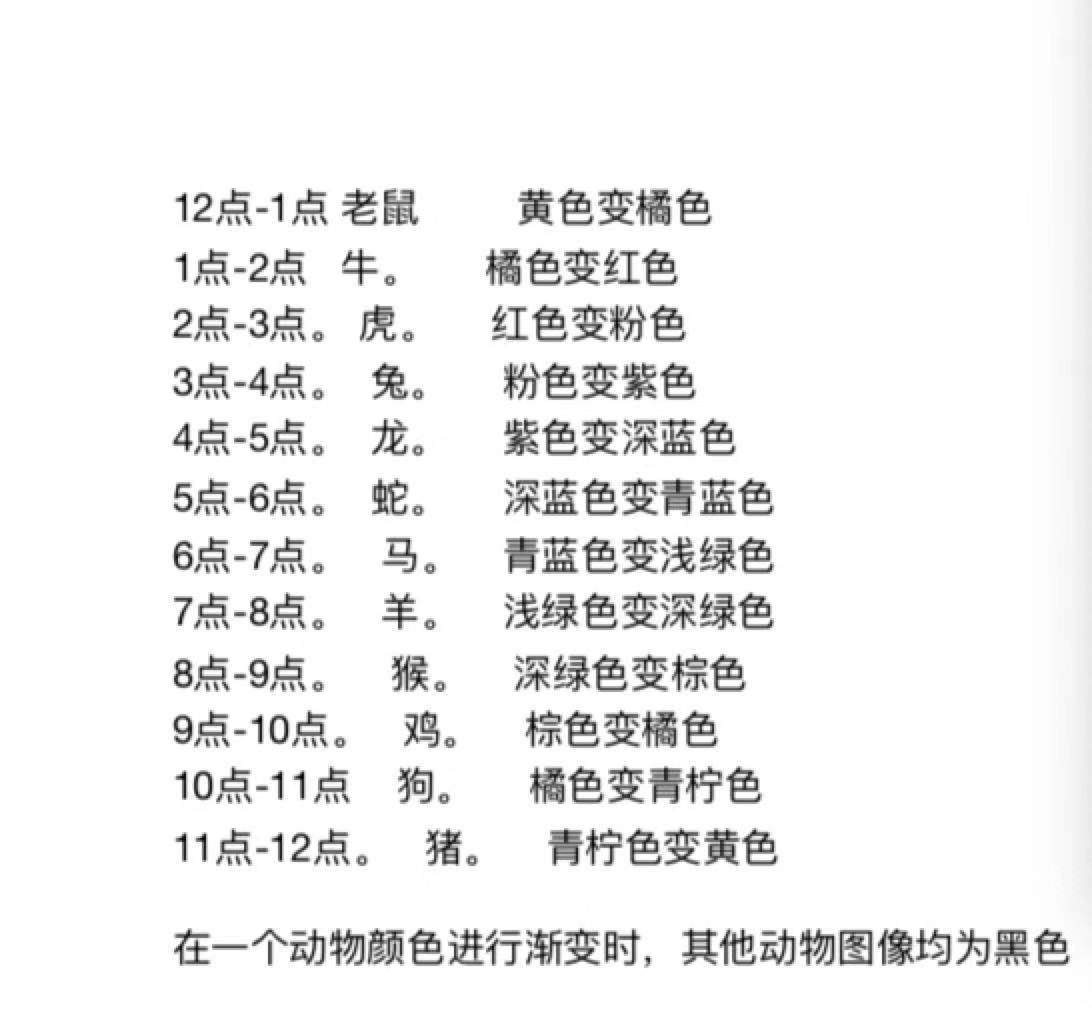 12点-1点 老鼠 黄色变橘色
1点-2点 牛。 橘色变红色
2点-3点。 虎。 红色变粉色
3点-4点。 兔。 粉色变紫色
4点-5点。 龙。 紫色变深蓝色
5点-6点。 蛇。 深蓝色变青蓝色
6点-7点。 马。 青蓝色变浅绿色
7点-8点。 羊。 浅绿色变深绿色
8点-9点。 猴。 深绿色变棕色
9点-10点。 鸡。 棕色变橘色
10点-11点 狗。 橘色变青柠色
11点-12点。 猪。 青柠色变黄色
在一个动物颜色进行渐变时，其他动物图像均为黑色